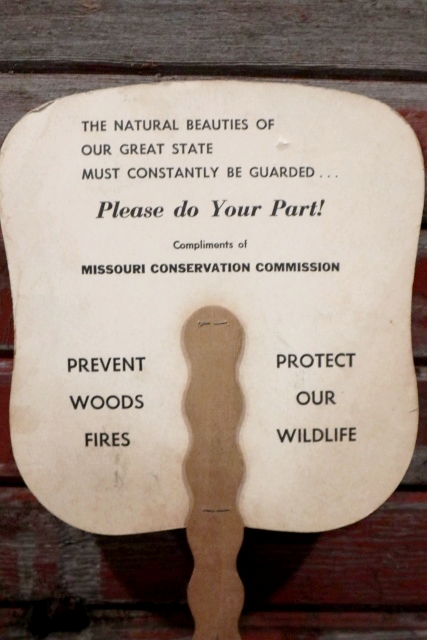 THE NATURAL BEAUTIES OF
OUR GREAT STATE
MUST CONSTANTLY BE GUARDED...
Please do Your Part!
Compliments of
MISSOURI CONSERVATION COMMISSION
PREVENT
WOODS
FIRES
PROTECT
OUR
WILDLIFE